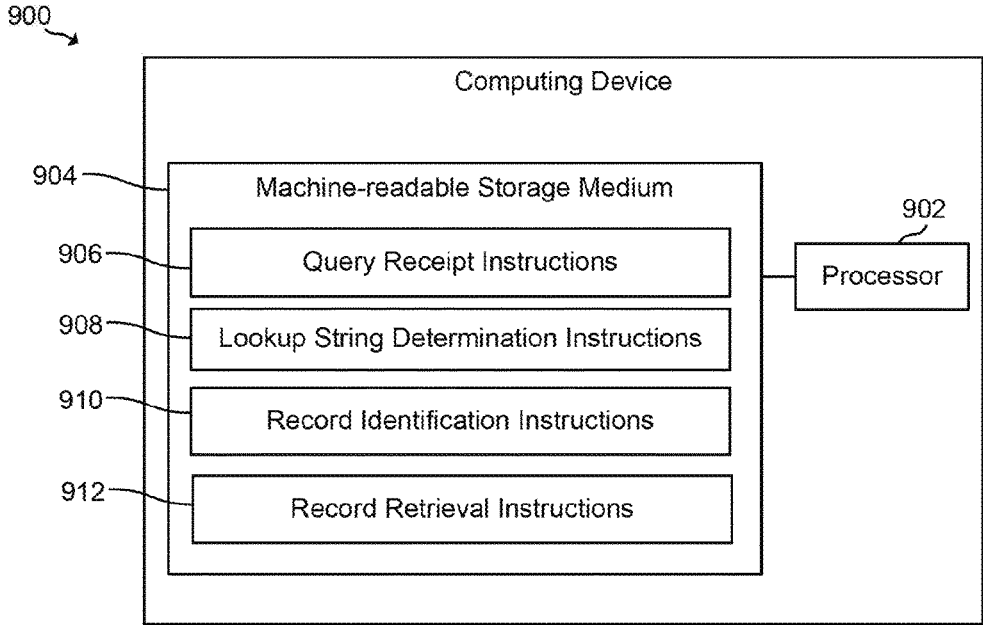 900
Computing Device
904
Machine-readable Storage Medium
902
906
Query Receipt Instructions
Processor
908
Lookup String Determination Instructions
910
Record Identification Instructions
912
Record Retrieval Instructions